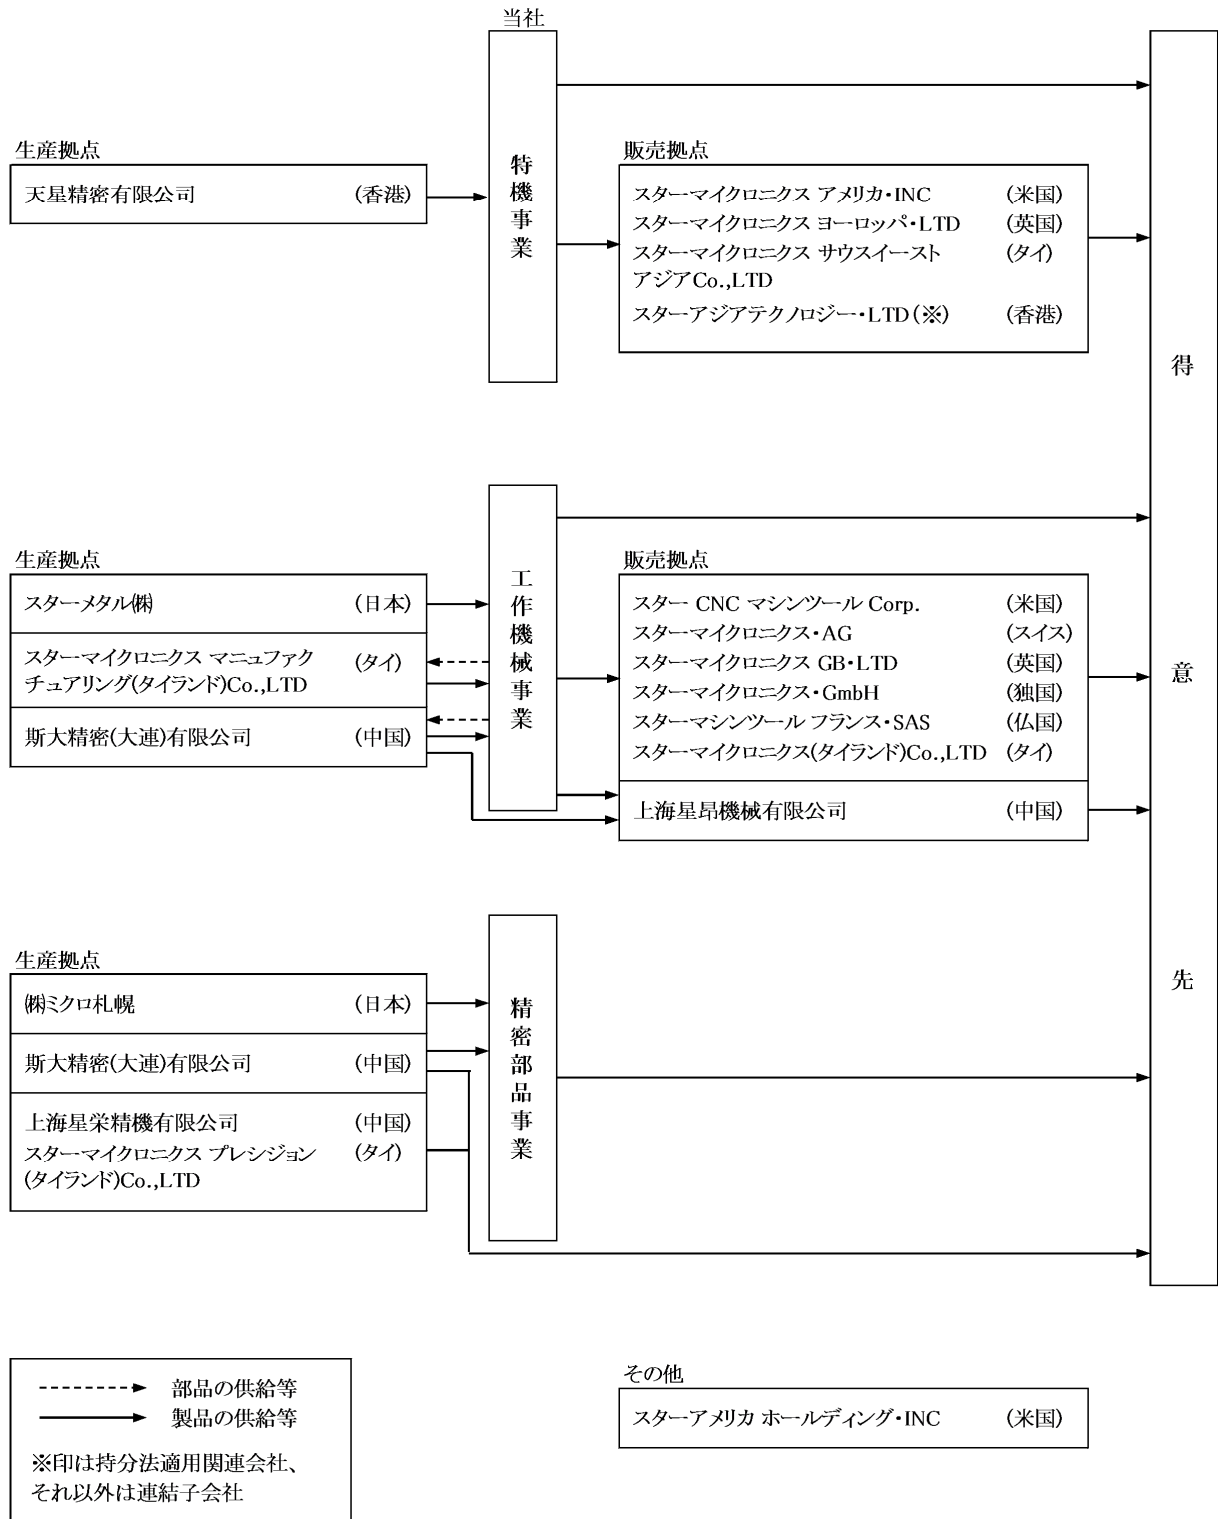 当社
生産拠点
天星精密有限公司 (香港)
特機事業
販売拠点
スターマイクロニクス アメリカ・INC (米国)
スターマイクロニクス ヨーロッパ・LTD (英国)
スターマイクロニクス サウスイースト (タイ)
アジアCo.,LTD
スターアジアテクノロジー・LTD(※) (香港)
得意先
生産拠点
スターメタル㈱ (日本)
スターマイクロニクス マニュファク (タイ)
チュアリング(タイランド)Co.,LTD
斯大精密(大連)有限公司 (中国)
工作機械事業
販売拠点
スター CNC マシンツール Corp. (米国)
スターマイクロニクス・AG (スイス)
スターマイクロニクス GB・LTD (英国)
スターマイクロニクス・GmbH (独国)
スターマシンツール フランス・SAS (仏国)
スターマイクロニクス(タイランド)Co.,LTD (タイ)
上海星昂機械有限公司 (中国)
生産拠点
㈱ミクロ札幌 (日本)
斯大精密(大連)有限公司 (中国)
上海星栄精機有限公司 (中国)
スターマイクロニクス プレシジョン (タイ)
(タイランド)Co.,LTD
精密部品事業
部品の供給等
製品の供給等
※印は持分法適用関連会社、
それ以外は連結子会社
その他
スターアメリカ ホールディング・INC (米国)